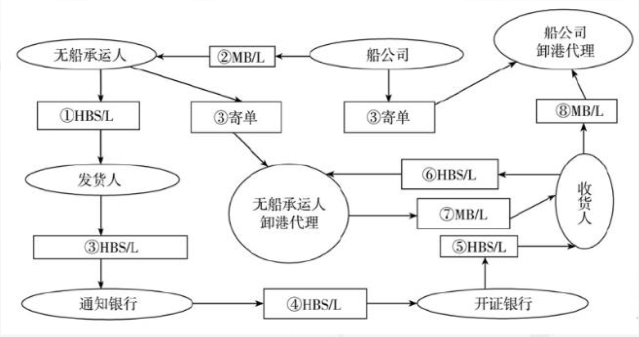 无船承运人
②MB/L
船公司
船公司
卸港代理
①HBS/L
③寄单
③寄单
⑧MB/L
发货人
无船承运人
卸港代理
⑥HBS/L
收货人
⑦MB/L
③HBS/L
⑤HBS/L
通知银行
④HBS/L
开证银行